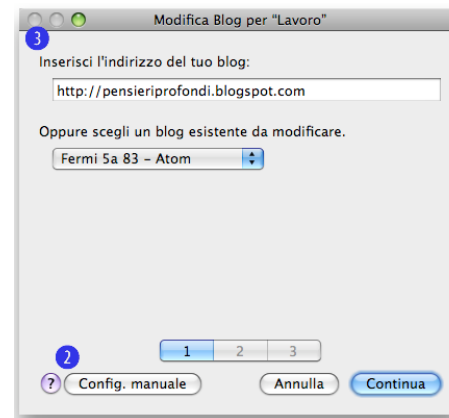 Modifica Blog per “Lavoro”
3
Inserisci l'indirizzo del tuo blog:
http://pensieriprofondi.blogspot.com
Oppure scegli un blog esistente da modificare.
Fermi 5a 83 – Atom
1 2 3
2
? Config. manuale Annulla Continua